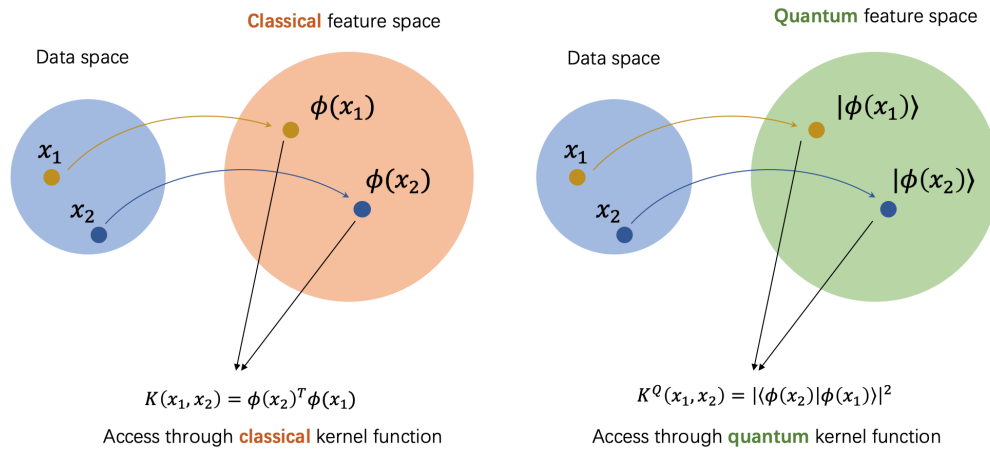 Classical feature space
Data space
ϕ(x₁)
x₁
ϕ(x₂)
x₂
K(x₁, x₂) = ϕ(x₂)ᵀϕ(x₁)
Access through classical kernel function
Quantum feature space
Data space
|ϕ(x₁)⟩
x₁
|ϕ(x₂)⟩
x₂
K^Q(x₁, x₂) = |⟨ϕ(x₂)|ϕ(x₁)⟩|²
Access through quantum kernel function